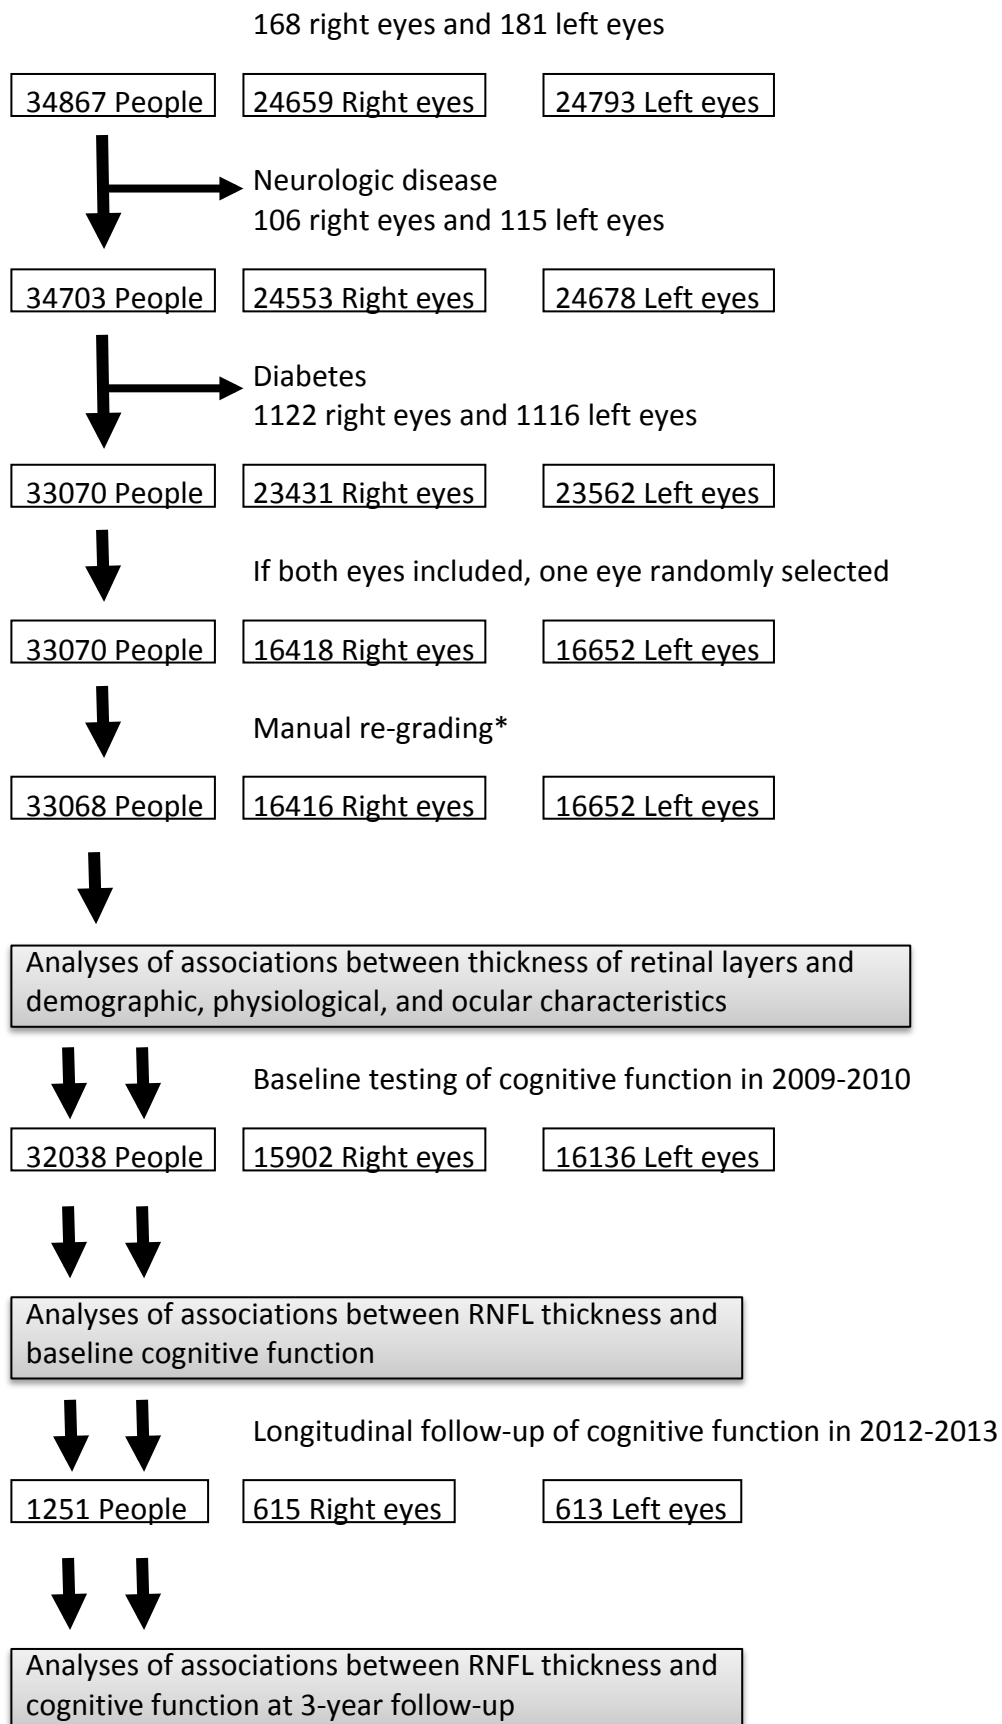 168 right eyes and 181 left eyes
34867 People 24659 Right eyes 24793 Left eyes
Neurologic disease
106 right eyes and 115 left eyes
34703 People 24553 Right eyes 24678 Left eyes
Diabetes
1122 right eyes and 1116 left eyes
33070 People 23431 Right eyes 23562 Left eyes
If both eyes included, one eye randomly selected
33070 People 16418 Right eyes 16652 Left eyes
Manual re-grading*
33068 People 16416 Right eyes 16652 Left eyes
Analyses of associations between thickness of retinal layers and
demographic, physiological, and ocular characteristics
Baseline testing of cognitive function in 2009-2010
32038 People 15902 Right eyes 16136 Left eyes
Analyses of associations between RNFL thickness and
baseline cognitive function
Longitudinal follow-up of cognitive function in 2012-2013
1251 People 615 Right eyes 613 Left eyes
Analyses of associations between RNFL thickness and
cognitive function at 3-year follow-up